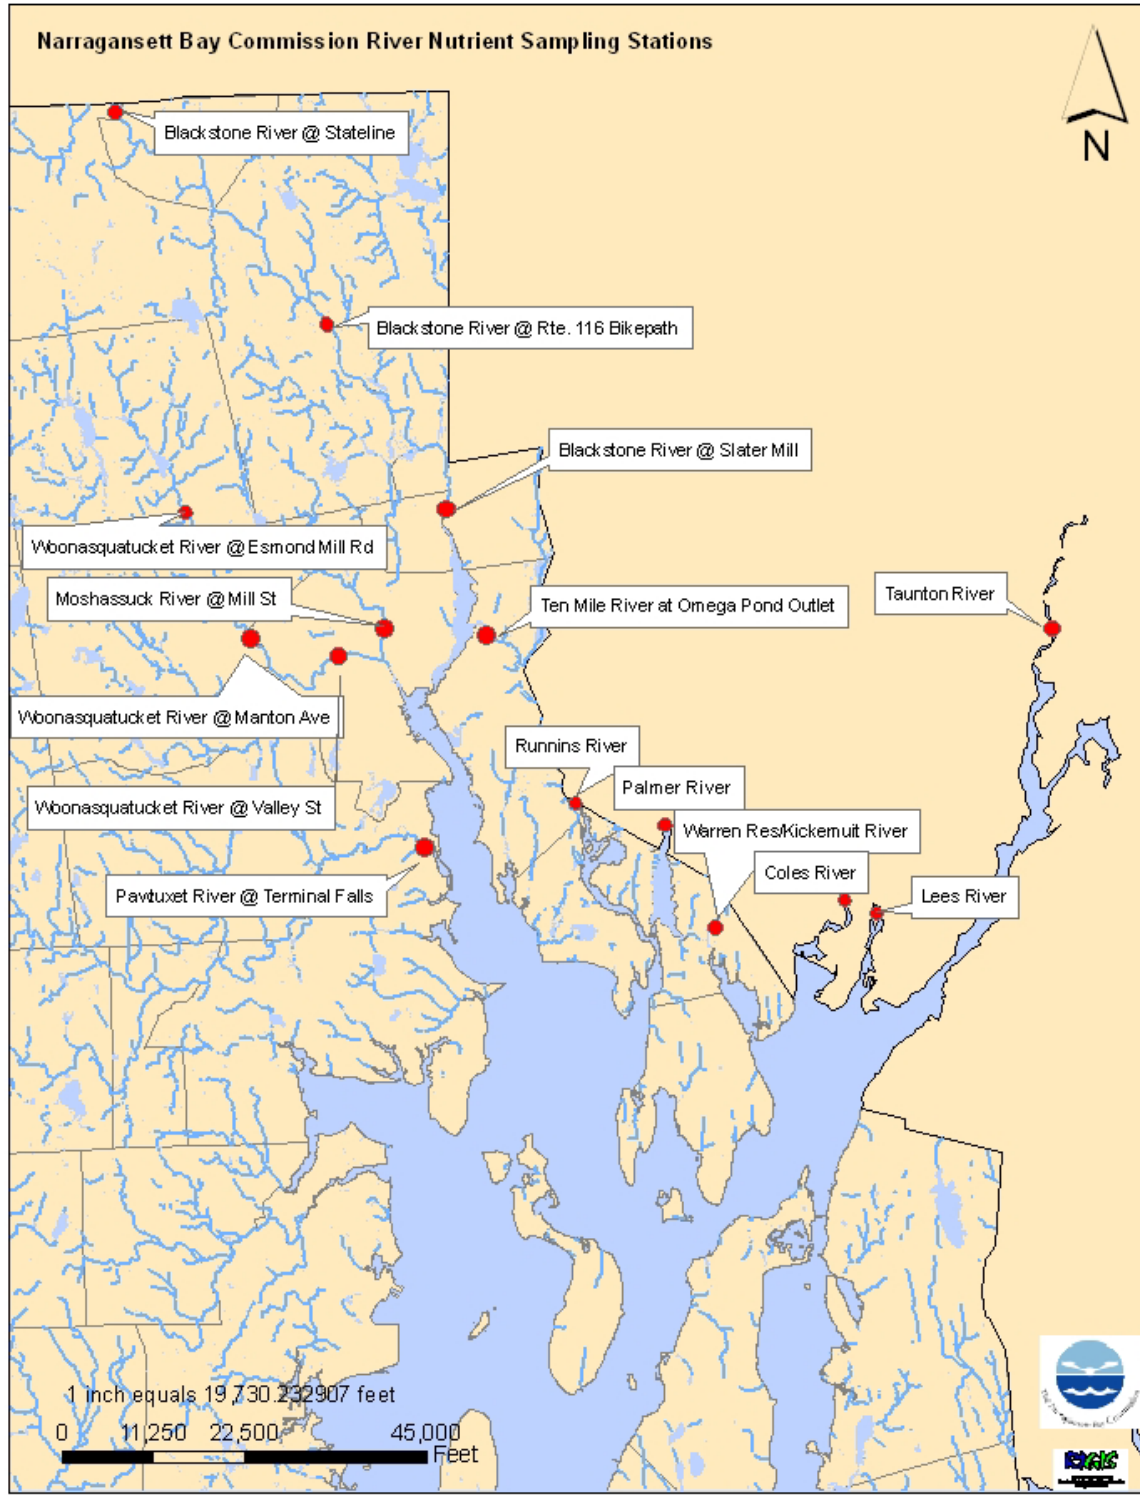 Narragansett Bay Commission River Nutrient Sampling Stations
N
Blackstone River @ Stateline
Blackstone River @ Rte. 116 Bikepath
Blackstone River @ Slater Mill
Woonasquatucket River @ Esmond Mill Rd
Moshassuck River @ Mill St
Ten Mile River at Omega Pond Outlet
Taunton River
Woonasquatucket River @ Manton Ave
Runnins River
Palmer River
Woonasquatucket River @ Valley St
Warren Res/Kickemuit River
Coles River
Pawtuxet River @ Terminal Falls
Lees River
1 inch equals 19,730.232907 feet
0 11,250 22,500 45,000
Feet
RIGIS